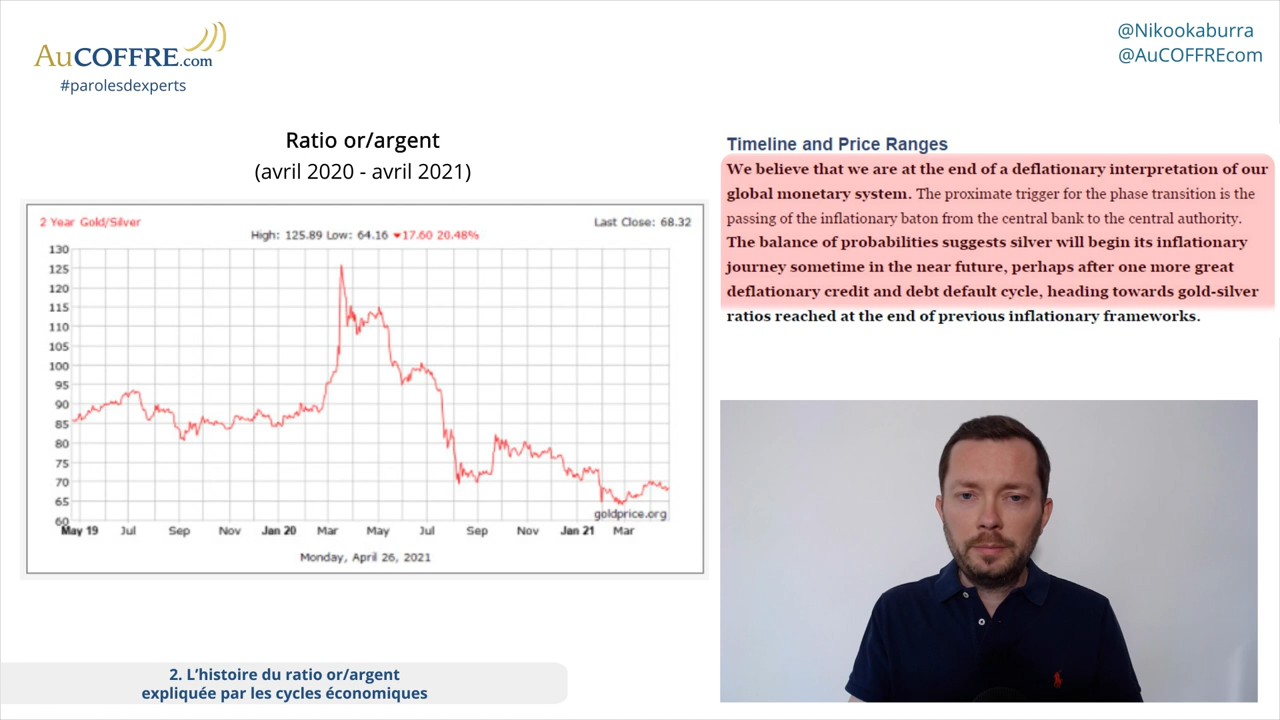 AuCOFFRE.com
#parolesdexperts
@Nikookaburra
@AuCOFFREcom
Ratio or/argent
(avril 2020 - avril 2021)
2 Year Gold/Silver
Last Close: 68.32
High: 125.89 Low: 64.16 ▼17.60 20.48%
130
125
120
115
110
105
100
95
90
85
80
75
70
65
60
goldprice.org
May 19 Jul Sep Nov Jan 20 Mar May Jul Sep Nov Jan 21 Mar
Monday, April 26, 2021
Timeline and Price Ranges
We believe that we are at the end of a deflationary interpretation of our
global monetary system. The proximate trigger for the phase transition is the
passing of the inflationary baton from the central bank to the central authority.
The balance of probabilities suggests silver will begin its inflationary
journey sometime in the near future, perhaps after one more great
deflationary credit and debt default cycle, heading towards gold-silver
ratios reached at the end of previous inflationary frameworks.
2. L’histoire du ratio or/argent
expliquée par les cycles économiques